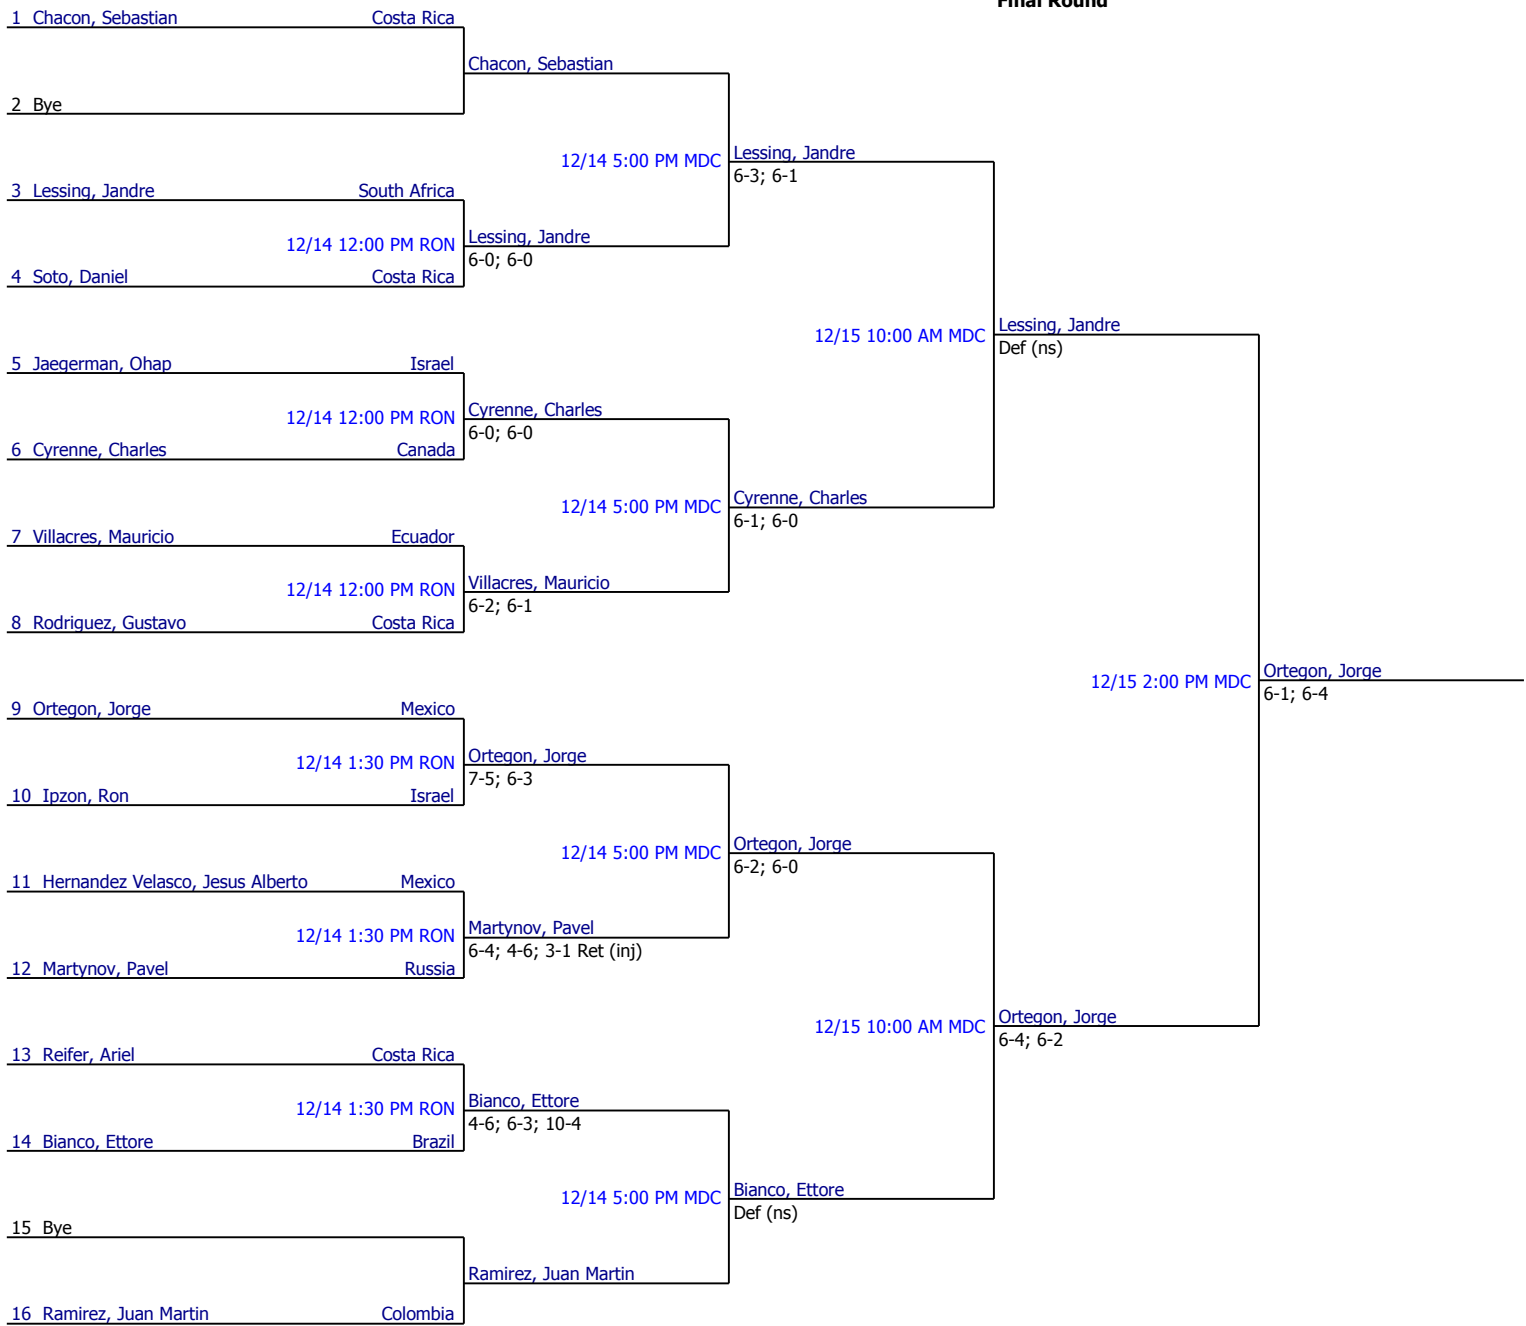 Final Round
1 Chacon, Sebastian Costa Rica
Chacon, Sebastian
2 Bye
12/14 5:00 PM MDC Lessing, Jandre
6-3; 6-1
3 Lessing, Jandre South Africa
12/14 12:00 PM RON Lessing, Jandre
6-0; 6-0
4 Soto, Daniel Costa Rica
12/15 10:00 AM MDC Lessing, Jandre
Def (ns)
5 Jaegerman, Ohap Israel
12/14 12:00 PM RON Cyrenne, Charles
6-0; 6-0
6 Cyrenne, Charles Canada
12/14 5:00 PM MDC Cyrenne, Charles
6-1; 6-0
7 Villacres, Mauricio Ecuador
12/14 12:00 PM RON Villacres, Mauricio
6-2; 6-1
8 Rodriguez, Gustavo Costa Rica
12/15 2:00 PM MDC Ortegon, Jorge
6-1; 6-4
9 Ortegon, Jorge Mexico
12/14 1:30 PM RON Ortegon, Jorge
7-5; 6-3
10 Ipzon, Ron Israel
12/14 5:00 PM MDC Ortegon, Jorge
6-2; 6-0
11 Hernandez Velasco, Jesus Alberto Mexico
12/14 1:30 PM RON Martynov, Pavel
6-4; 4-6; 3-1 Ret (inj)
12 Martynov, Pavel Russia
12/15 10:00 AM MDC Ortegon, Jorge
6-4; 6-2
13 Reifer, Ariel Costa Rica
12/14 1:30 PM RON Bianco, Ettore
4-6; 6-3; 10-4
14 Bianco, Ettore Brazil
12/14 5:00 PM MDC Bianco, Ettore
Def (ns)
15 Bye
Ramirez, Juan Martin
16 Ramirez, Juan Martin Colombia